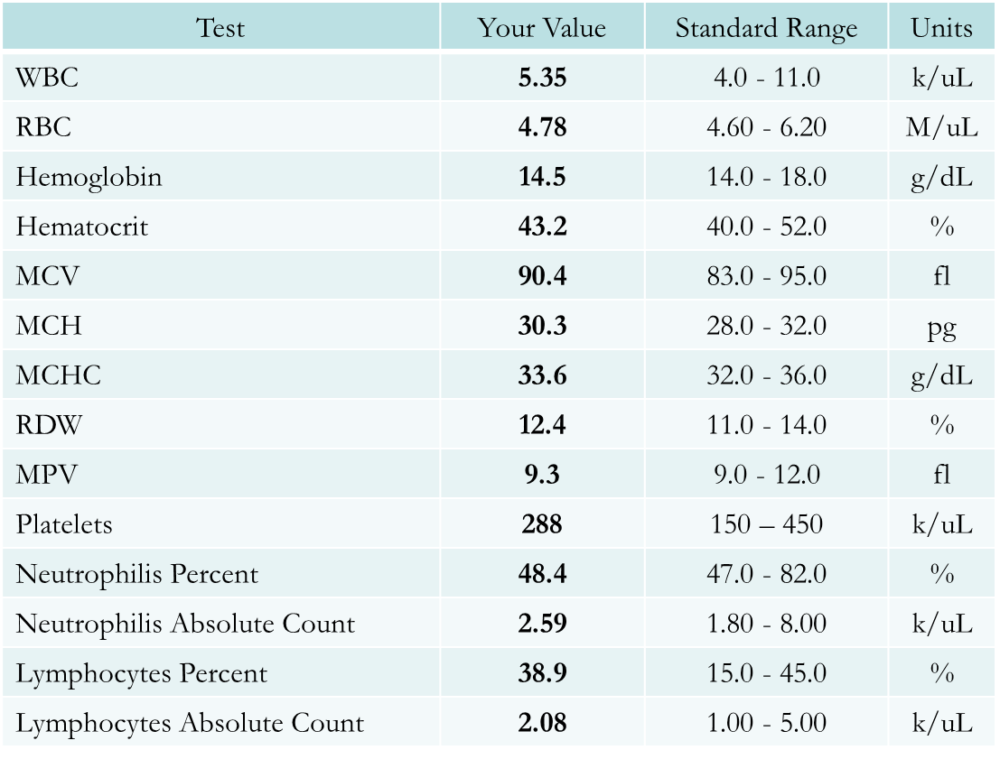 Test Your Value Standard Range Units
WBC 5.35 4.0 - 11.0 k/uL
RBC 4.78 4.60 - 6.20 M/uL
Hemoglobin 14.5 14.0 - 18.0 g/dL
Hematocrit 43.2 40.0 - 52.0 %
MCV 90.4 83.0 - 95.0 fl
MCH 30.3 28.0 - 32.0 pg
MCHC 33.6 32.0 - 36.0 g/dL
RDW 12.4 11.0 - 14.0 %
MPV 9.3 9.0 - 12.0 fl
Platelets 288 150 – 450 k/uL
Neutrophilis Percent 48.4 47.0 - 82.0 %
Neutrophilis Absolute Count 2.59 1.80 - 8.00 k/uL
Lymphocytes Percent 38.9 15.0 - 45.0 %
Lymphocytes Absolute Count 2.08 1.00 - 5.00 k/uL